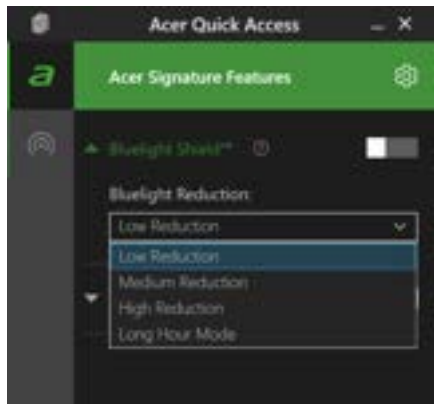 Acer Quick Access
Acer Signature Features
Bluelight Shield™
Bluelight Reduction:
Low Reduction
Low Reduction
Medium Reduction
High Reduction
Long Hour Mode